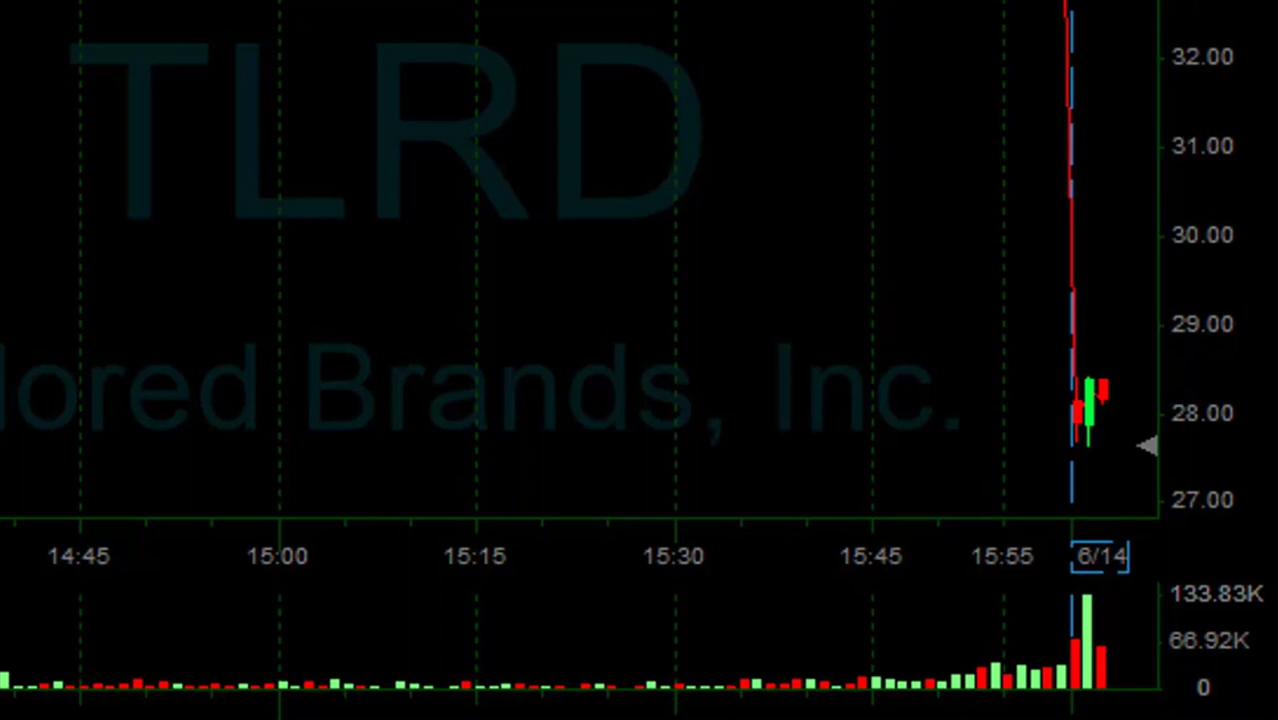 TLRD
lored Brands, Inc.
32.00
31.00
30.00
29.00
28.00
27.00
14:45 15:00 15:15 15:30 15:45 15:55 6/14
133.83K
66.92K
0